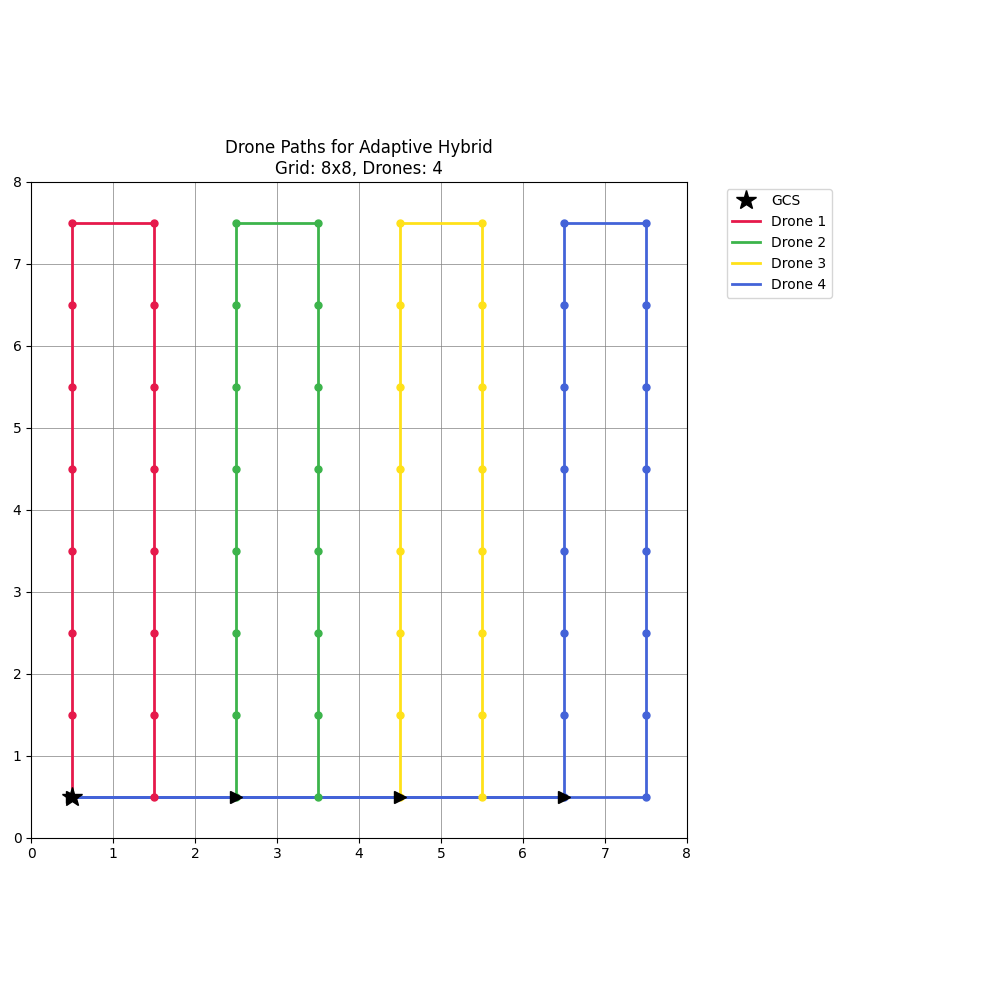 Drone Paths for Adaptive Hybrid
Grid: 8x8, Drones: 4
GCS
Drone 1
Drone 2
Drone 3
Drone 4
8
7
6
5
4
3
2
1
0
0 1 2 3 4 5 6 7 8